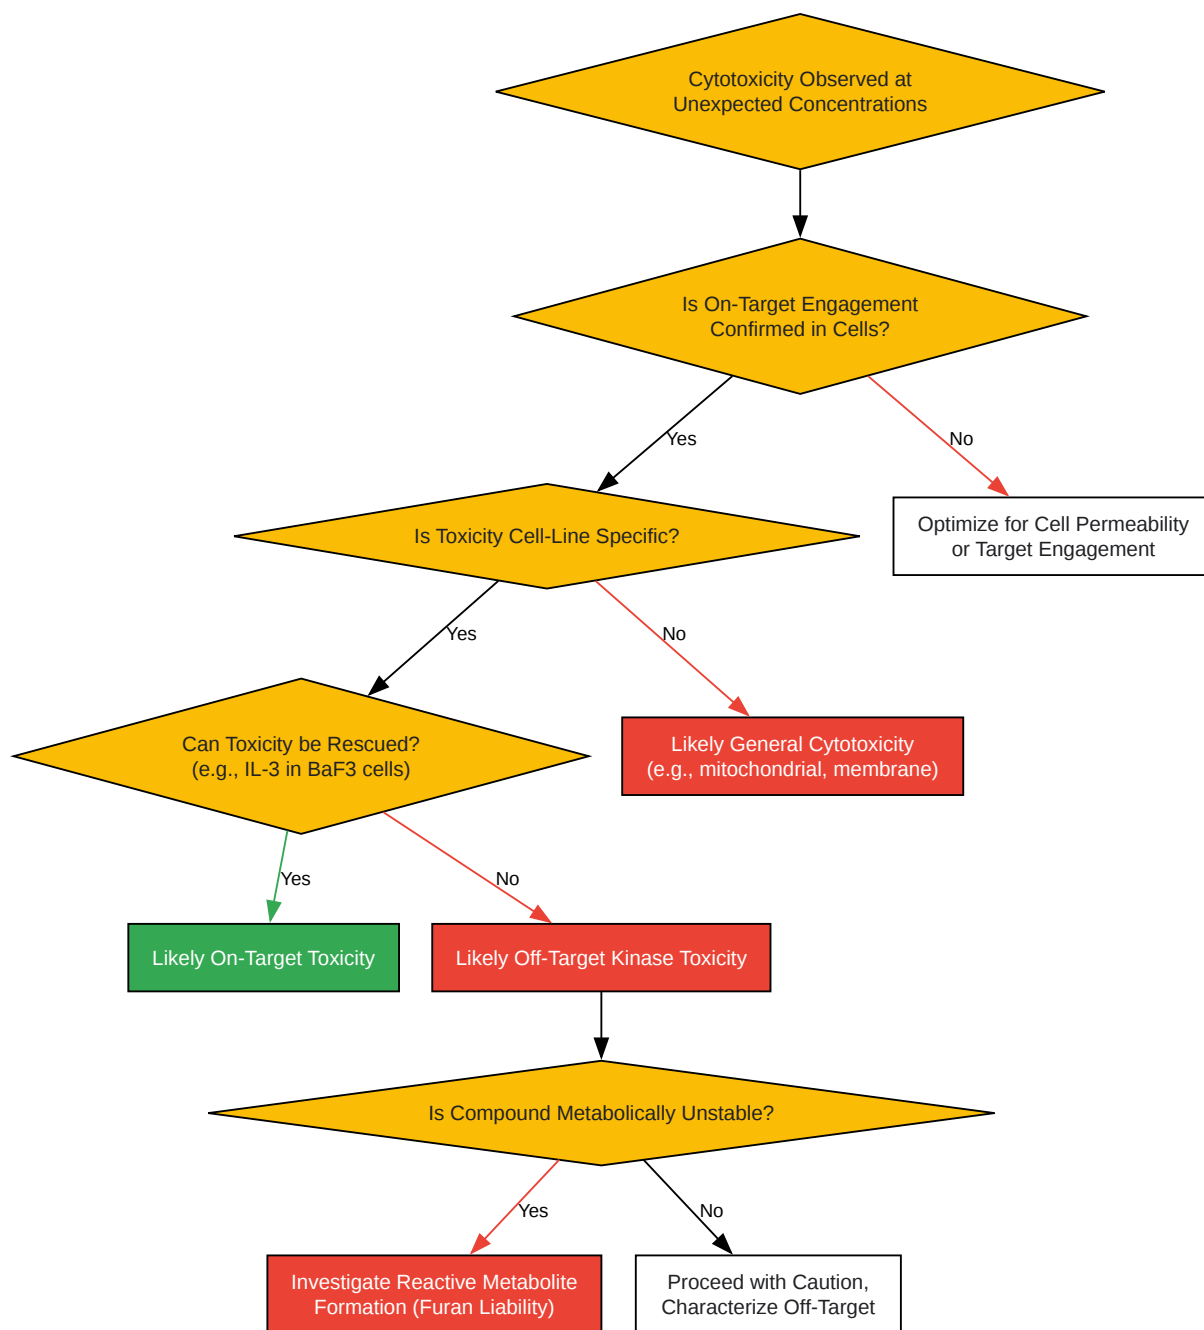 Cytotoxicity Observed at
Unexpected Concentrations
Is On-Target Engagement
Confirmed in Cells?
Yes
No
Optimize for Cell Permeability
or Target Engagement
Is Toxicity Cell-Line Specific?
Yes
No
Can Toxicity be Rescued?
(e.g., IL-3 in BaF3 cells)
Likely General Cytotoxicity
(e.g., mitochondrial, membrane)
Yes
No
Likely On-Target Toxicity
Likely Off-Target Kinase Toxicity
Is Compound Metabolically Unstable?
Yes
No
Investigate Reactive Metabolite
Formation (Furan Liability)
Proceed with Caution,
Characterize Off-Target